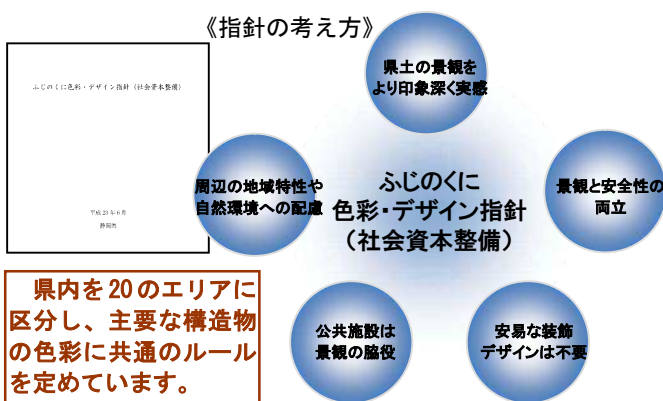 《指針の考え方》
ふじのくに色彩・デザイン指針（社会資本整備）
平成23年6月
静岡県
県土の景観を
より印象深く実感
周辺の地域特性や
自然環境への配慮
ふじのくに
色彩・デザイン指針
（社会資本整備）
景観と安全性の
両立
公共施設は
景観の脇役
安易な装飾
デザインは不要
県内を20のエリアに
区分し、主要な構造物
の色彩に共通のルール
を定めています。